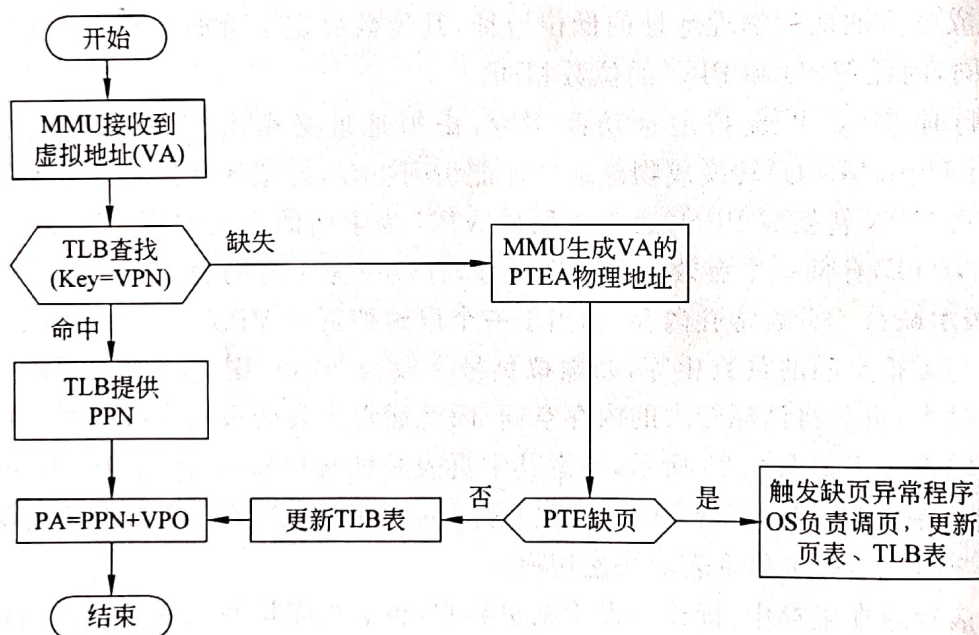 开始
MMU接收到
虚拟地址(VA)
TLB查找
(Key=VPN)
缺失
MMU生成VA的
PTEA物理地址
命中
TLB提供
PPN
PA=PPN+VPO
更新TLB表
否
PTE缺页
是
触发缺页异常程序
OS负责调页，更新
页表、TLB表
结束